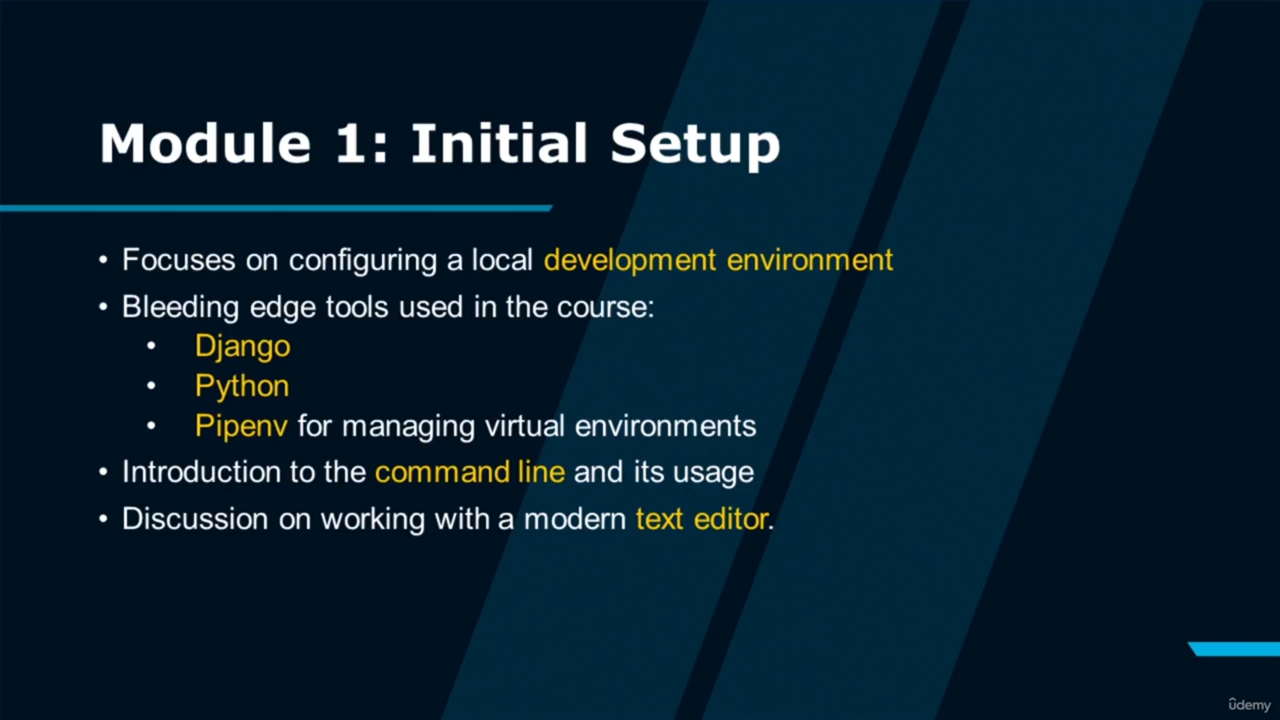 Module 1: Initial Setup
• Focuses on configuring a local development environment
• Bleeding edge tools used in the course:
• Django
• Python
• Pipenv for managing virtual environments
• Introduction to the command line and its usage
• Discussion on working with a modern text editor.
ûdemy